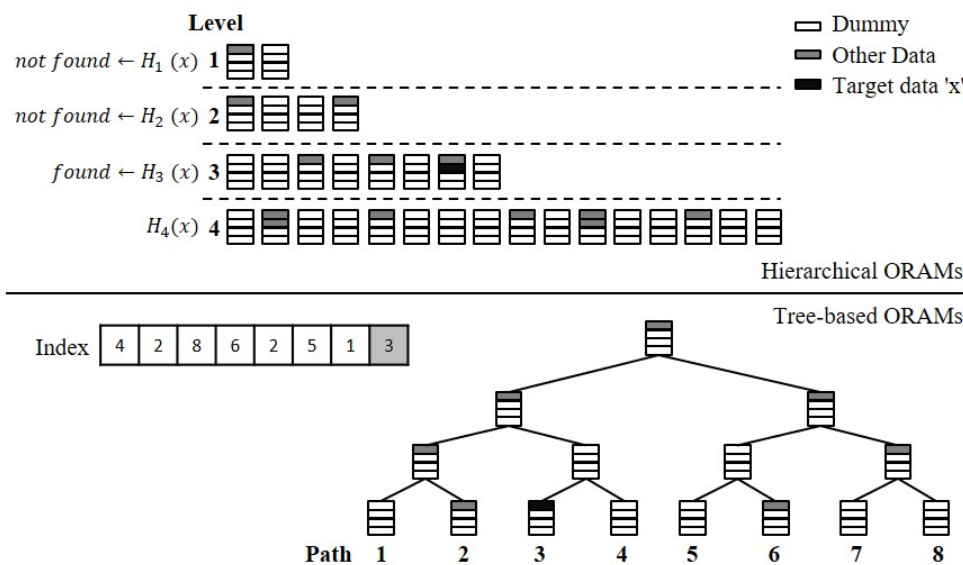 Level
Dummy
Other Data
Target data 'x'
not found ← H₁ (x) 1
not found ← H₂ (x) 2
found ← H₃ (x) 3
H₄(x) 4
Hierarchical ORAMs
Tree-based ORAMs
Index 4 2 8 6 2 5 1 3
Path 1 2 3 4 5 6 7 8